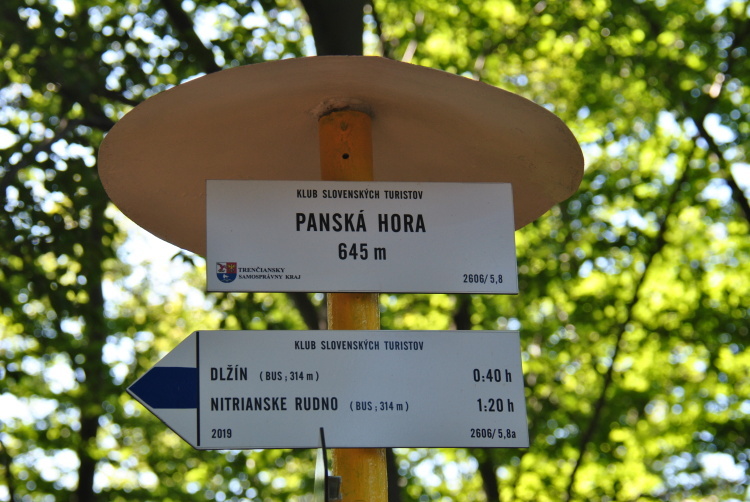 KLUB SLOVENSKÝCH TURISTOV
PANSKÁ HORA
645 m
TRENČIANSKY
SAMOSPRÁVNY KRAJ
2606/5,8
KLUB SLOVENSKÝCH TURISTOV
DLŽÍN (BUS; 314 m) 0:40 h
NITRIANSKE RUDNO (BUS; 314 m) 1:20 h
2019 2606/5,8a